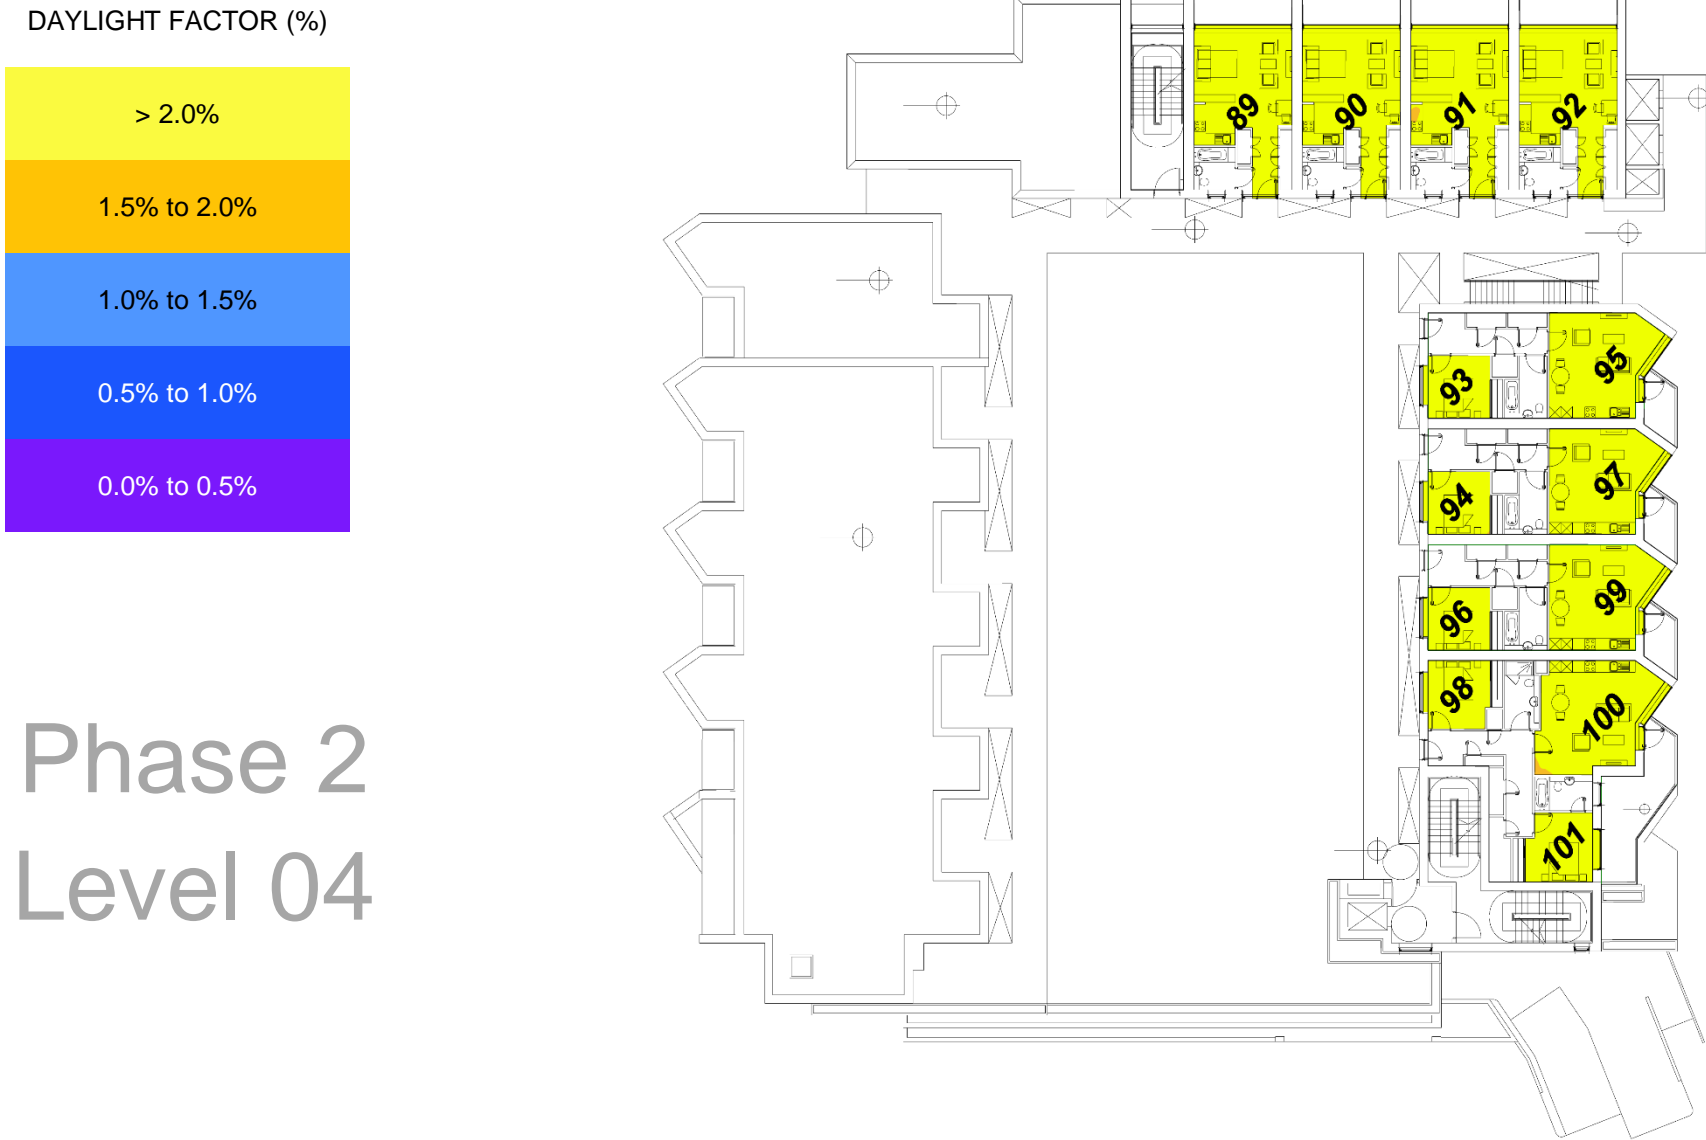 DAYLIGHT FACTOR (%)
> 2.0%
1.5% to 2.0%
1.0% to 1.5%
0.5% to 1.0%
0.0% to 0.5%
Phase 2
Level 04
89
90
91
92
93
95
94
97
96
99
98
100
101